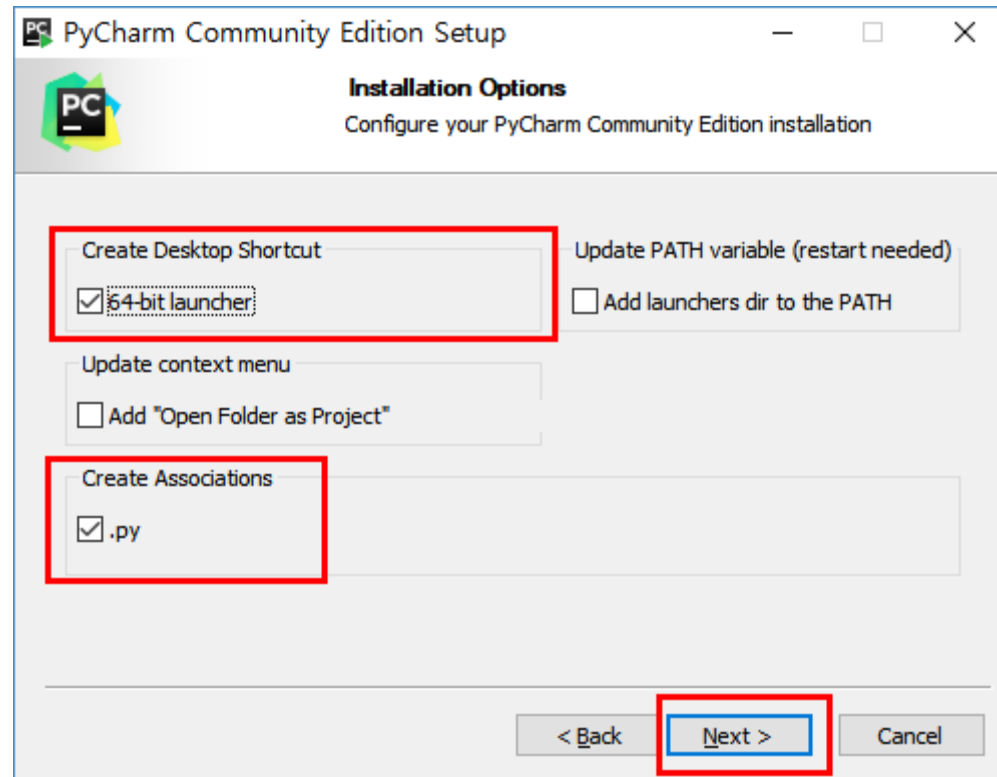 PyCharm Community Edition Setup
PC
Installation Options
Configure your PyCharm Community Edition installation
Create Desktop Shortcut
64-bit launcher
Update PATH variable (restart needed)
Add launchers dir to the PATH
Update context menu
Add "Open Folder as Project"
Create Associations
.py
< Back
Next >
Cancel